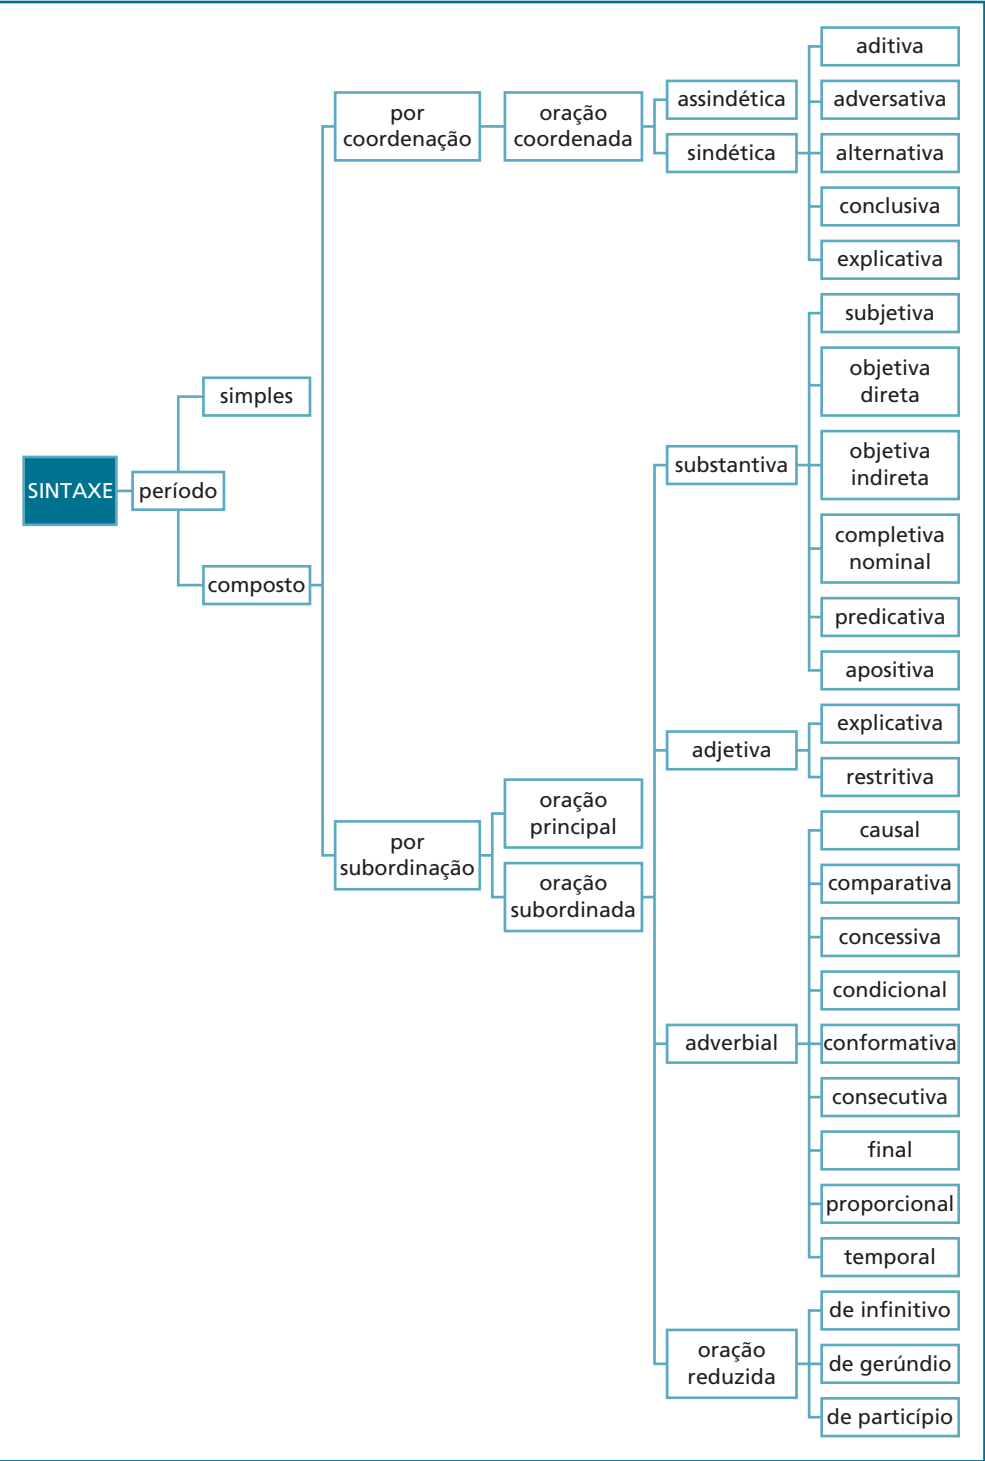 SINTAXE
período
simples
composto
por
coordenação
oração
coordenada
assindética
sindética
aditiva
adversativa
alternativa
conclusiva
explicativa
por
subordinação
oração
principal
oração
subordinada
substantiva
subjetiva
objetiva
direta
objetiva
indireta
completiva
nominal
predicativa
apositiva
adjetiva
explicativa
restritiva
adverbial
causal
comparativa
concessiva
condicional
conformativa
consecutiva
final
proporcional
temporal
oração
reduzida
de infinitivo
de gerúndio
de particípio